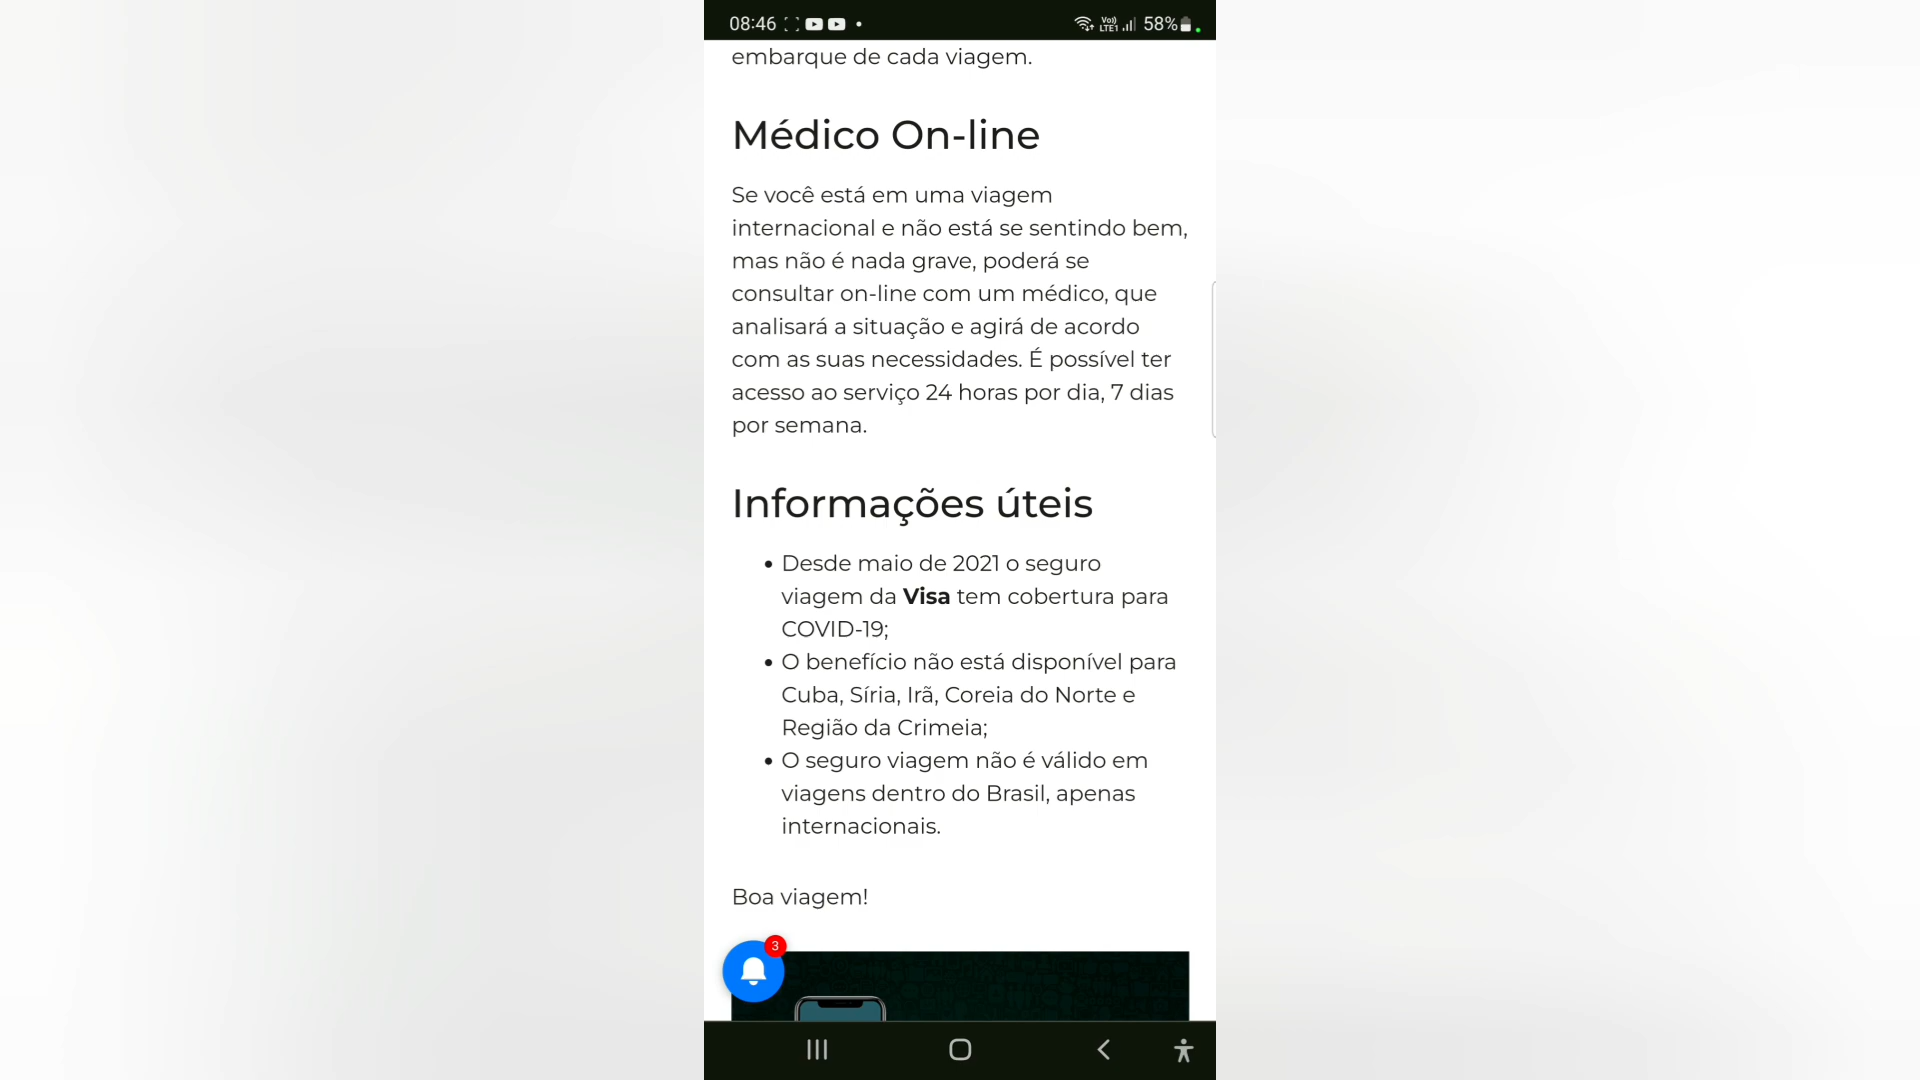 08:46
Vo))
LTE1
58%
embarque de cada viagem.
Médico On-line
Se você está em uma viagem
internacional e não está se sentindo bem,
mas não é nada grave, poderá se
consultar on-line com um médico, que
analisará a situação e agirá de acordo
com as suas necessidades. É possível ter
acesso ao serviço 24 horas por dia, 7 dias
por semana.
Informações úteis
• Desde maio de 2021 o seguro
viagem da Visa tem cobertura para
COVID-19;
• O benefício não está disponível para
Cuba, Síria, Irã, Coreia do Norte e
Região da Crimeia;
• O seguro viagem não é válido em
viagens dentro do Brasil, apenas
internacionais.
Boa viagem!
3